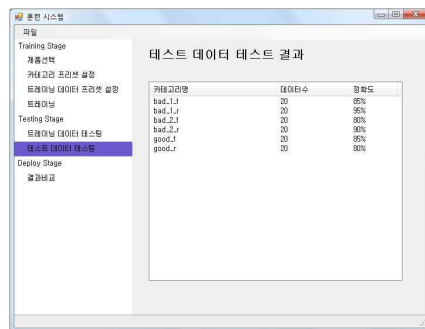 훈련 시스템
파일
Training Stage
제품선택
카테고리 프리셋 설정
트레이닝 데이터 프리셋 설정
트레이닝
Testing Stage
트레이닝 데이터 테스팅
테스트 데이터 테스팅
Deploy Stage
결과비교
테스트 데이터 테스트 결과
카테고리명 데이터수 정확도
bad_1_f 20 85%
bad_1_r 20 95%
bad_2_f 20 80%
bad_2_r 20 90%
good_f 20 85%
good_r 20 80%